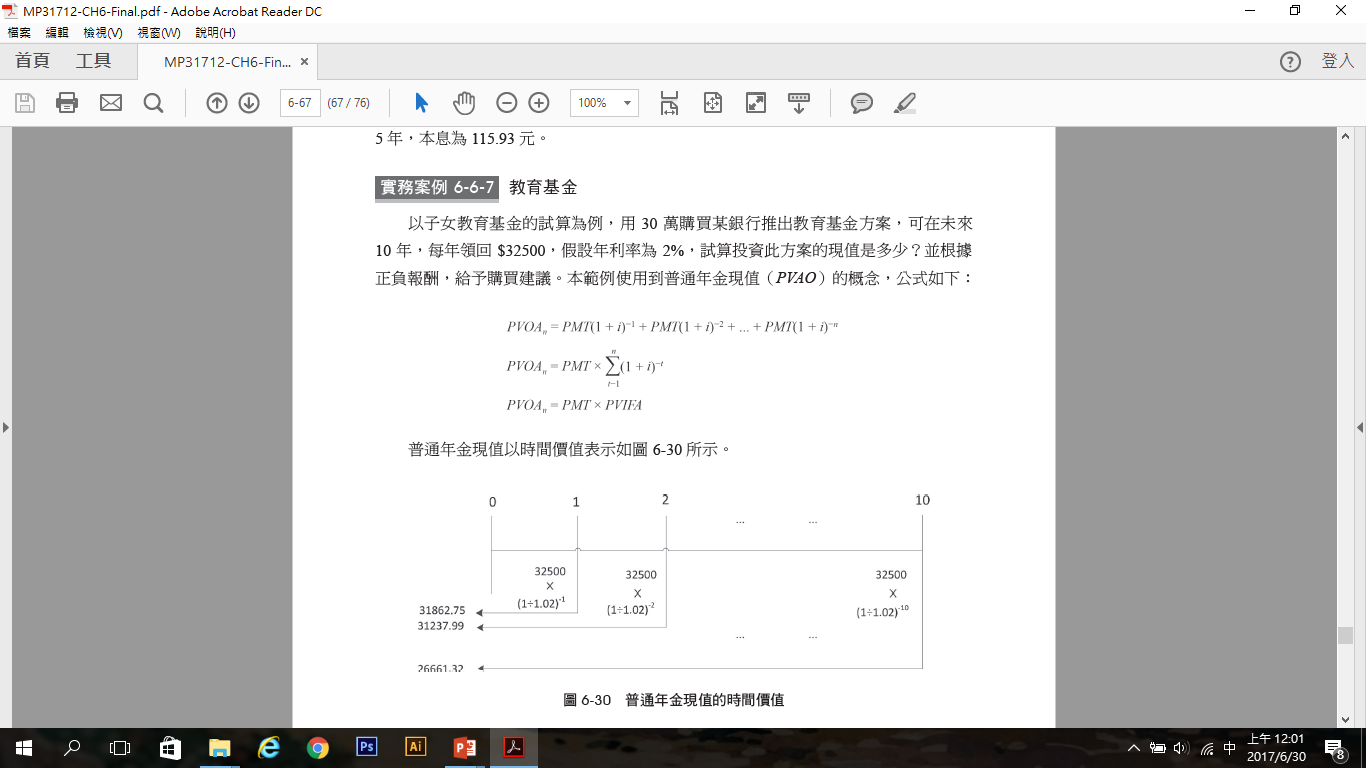 MP31712-CH6-Final.pdf - Adobe Acrobat Reader DC
檔案 編輯 檢視(V) 視窗(W) 說明(H)
首頁 工具 MP31712-CH6-Fin... × 登入
6-67 (67 / 76) 100%
5 年，本息為 115.93 元。
實務案例 6-6-7 教育基金
以子女教育基金的試算為例，用 30 萬購買某銀行推出教育基金方案，可在未來
10 年，每年領回 $32500，假設年利率為 2%，試算投資此方案的現值是多少？並根據
正負報酬，給予購買建議。本範例使用到普通年金現值（PVAO）的概念，公式如下：
PVOAn = PMT(1 + i)−1 + PMT(1 + i)−2 + ... + PMT(1 + i)−n
PVOAn = PMT × n∑t−1(1 + i)−t
PVOAn = PMT × PVIFA
普通年金現值以時間價值表示如圖 6-30 所示。
0 1 2 10
... ...
32500 32500 32500
X X X
(1÷1.02)-1 (1÷1.02)-2 (1÷1.02)-10
31862.75
31237.99
... ...
26661.32
圖 6-30 普通年金現值的時間價值
Ps Ai 中 上午 12:01
2017/6/30 8